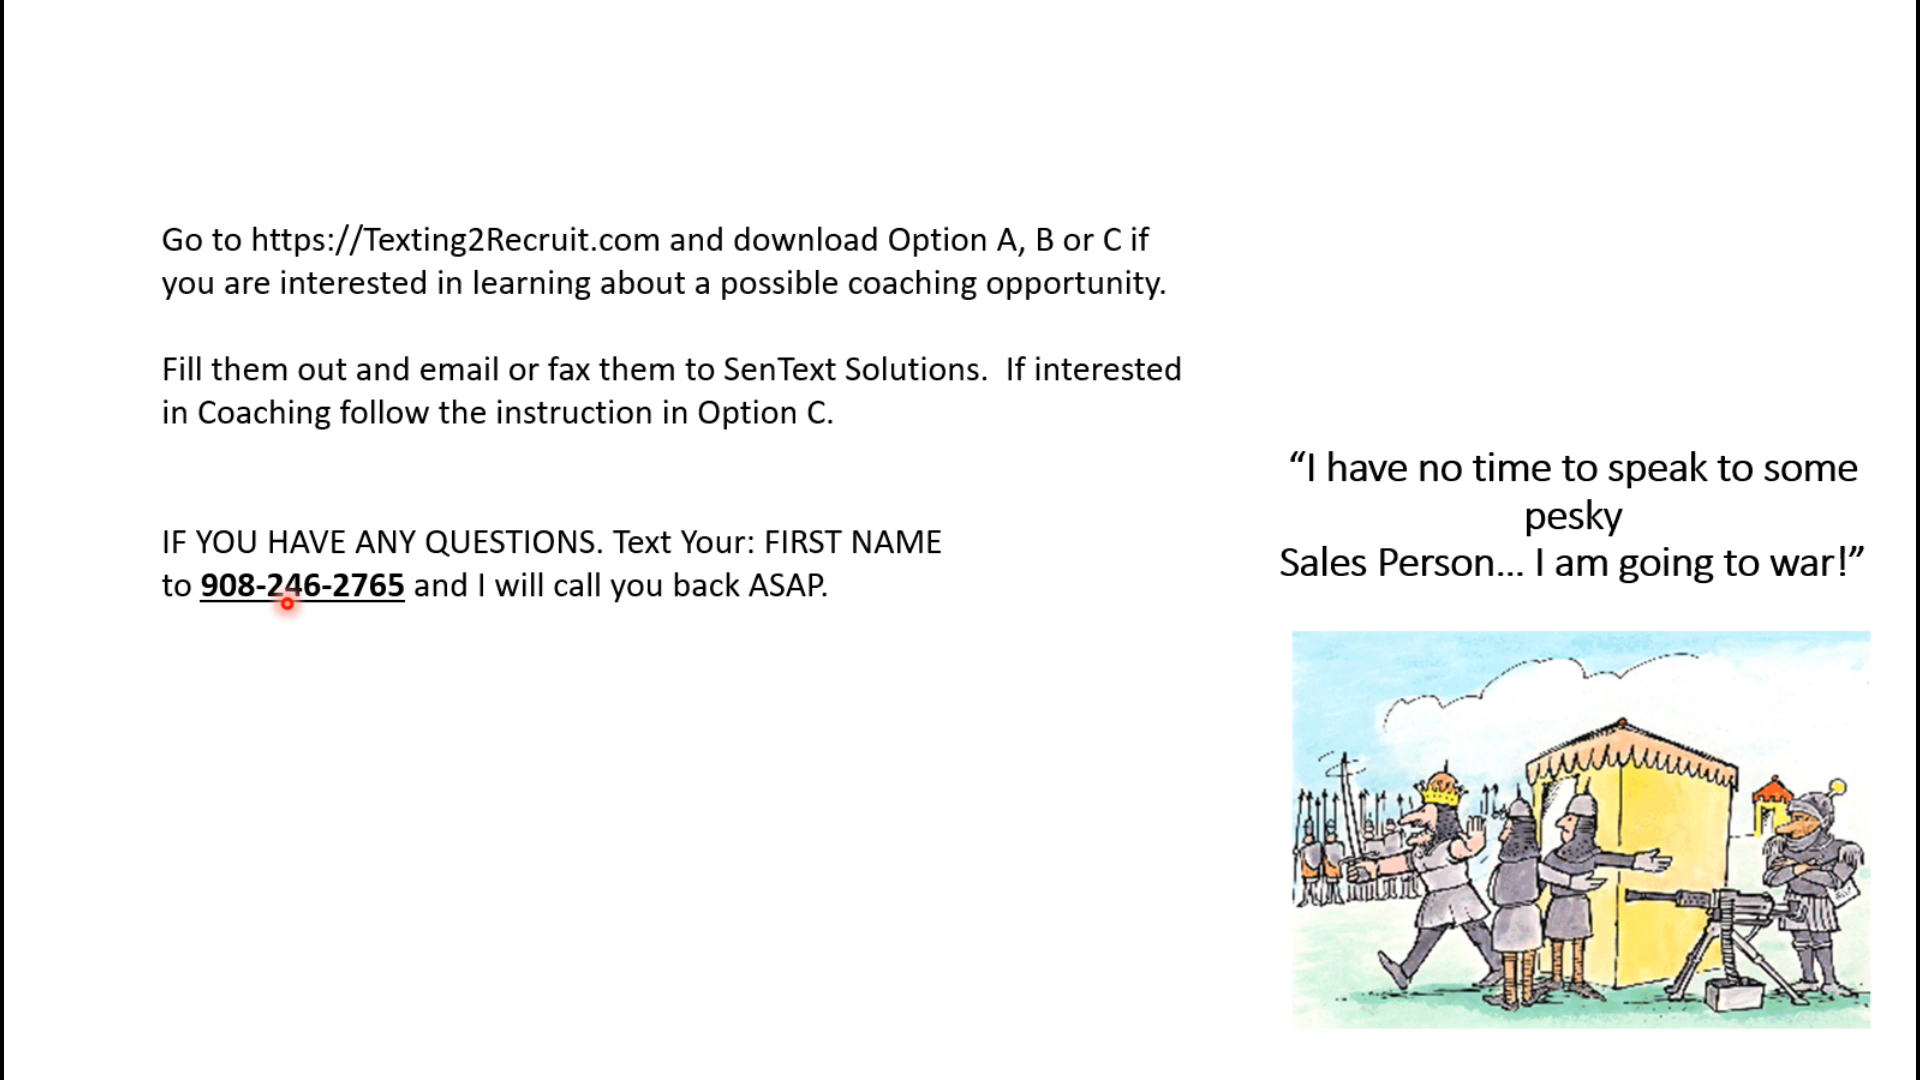 Go to https://Texting2Recruit.com and download Option A, B or C if
you are interested in learning about a possible coaching opportunity.
Fill them out and email or fax them to SenText Solutions.  If interested
in Coaching follow the instruction in Option C.
IF YOU HAVE ANY QUESTIONS. Text Your: FIRST NAME
to 908-246-2765 and I will call you back ASAP.
“I have no time to speak to some
pesky
Sales Person... I am going to war!”